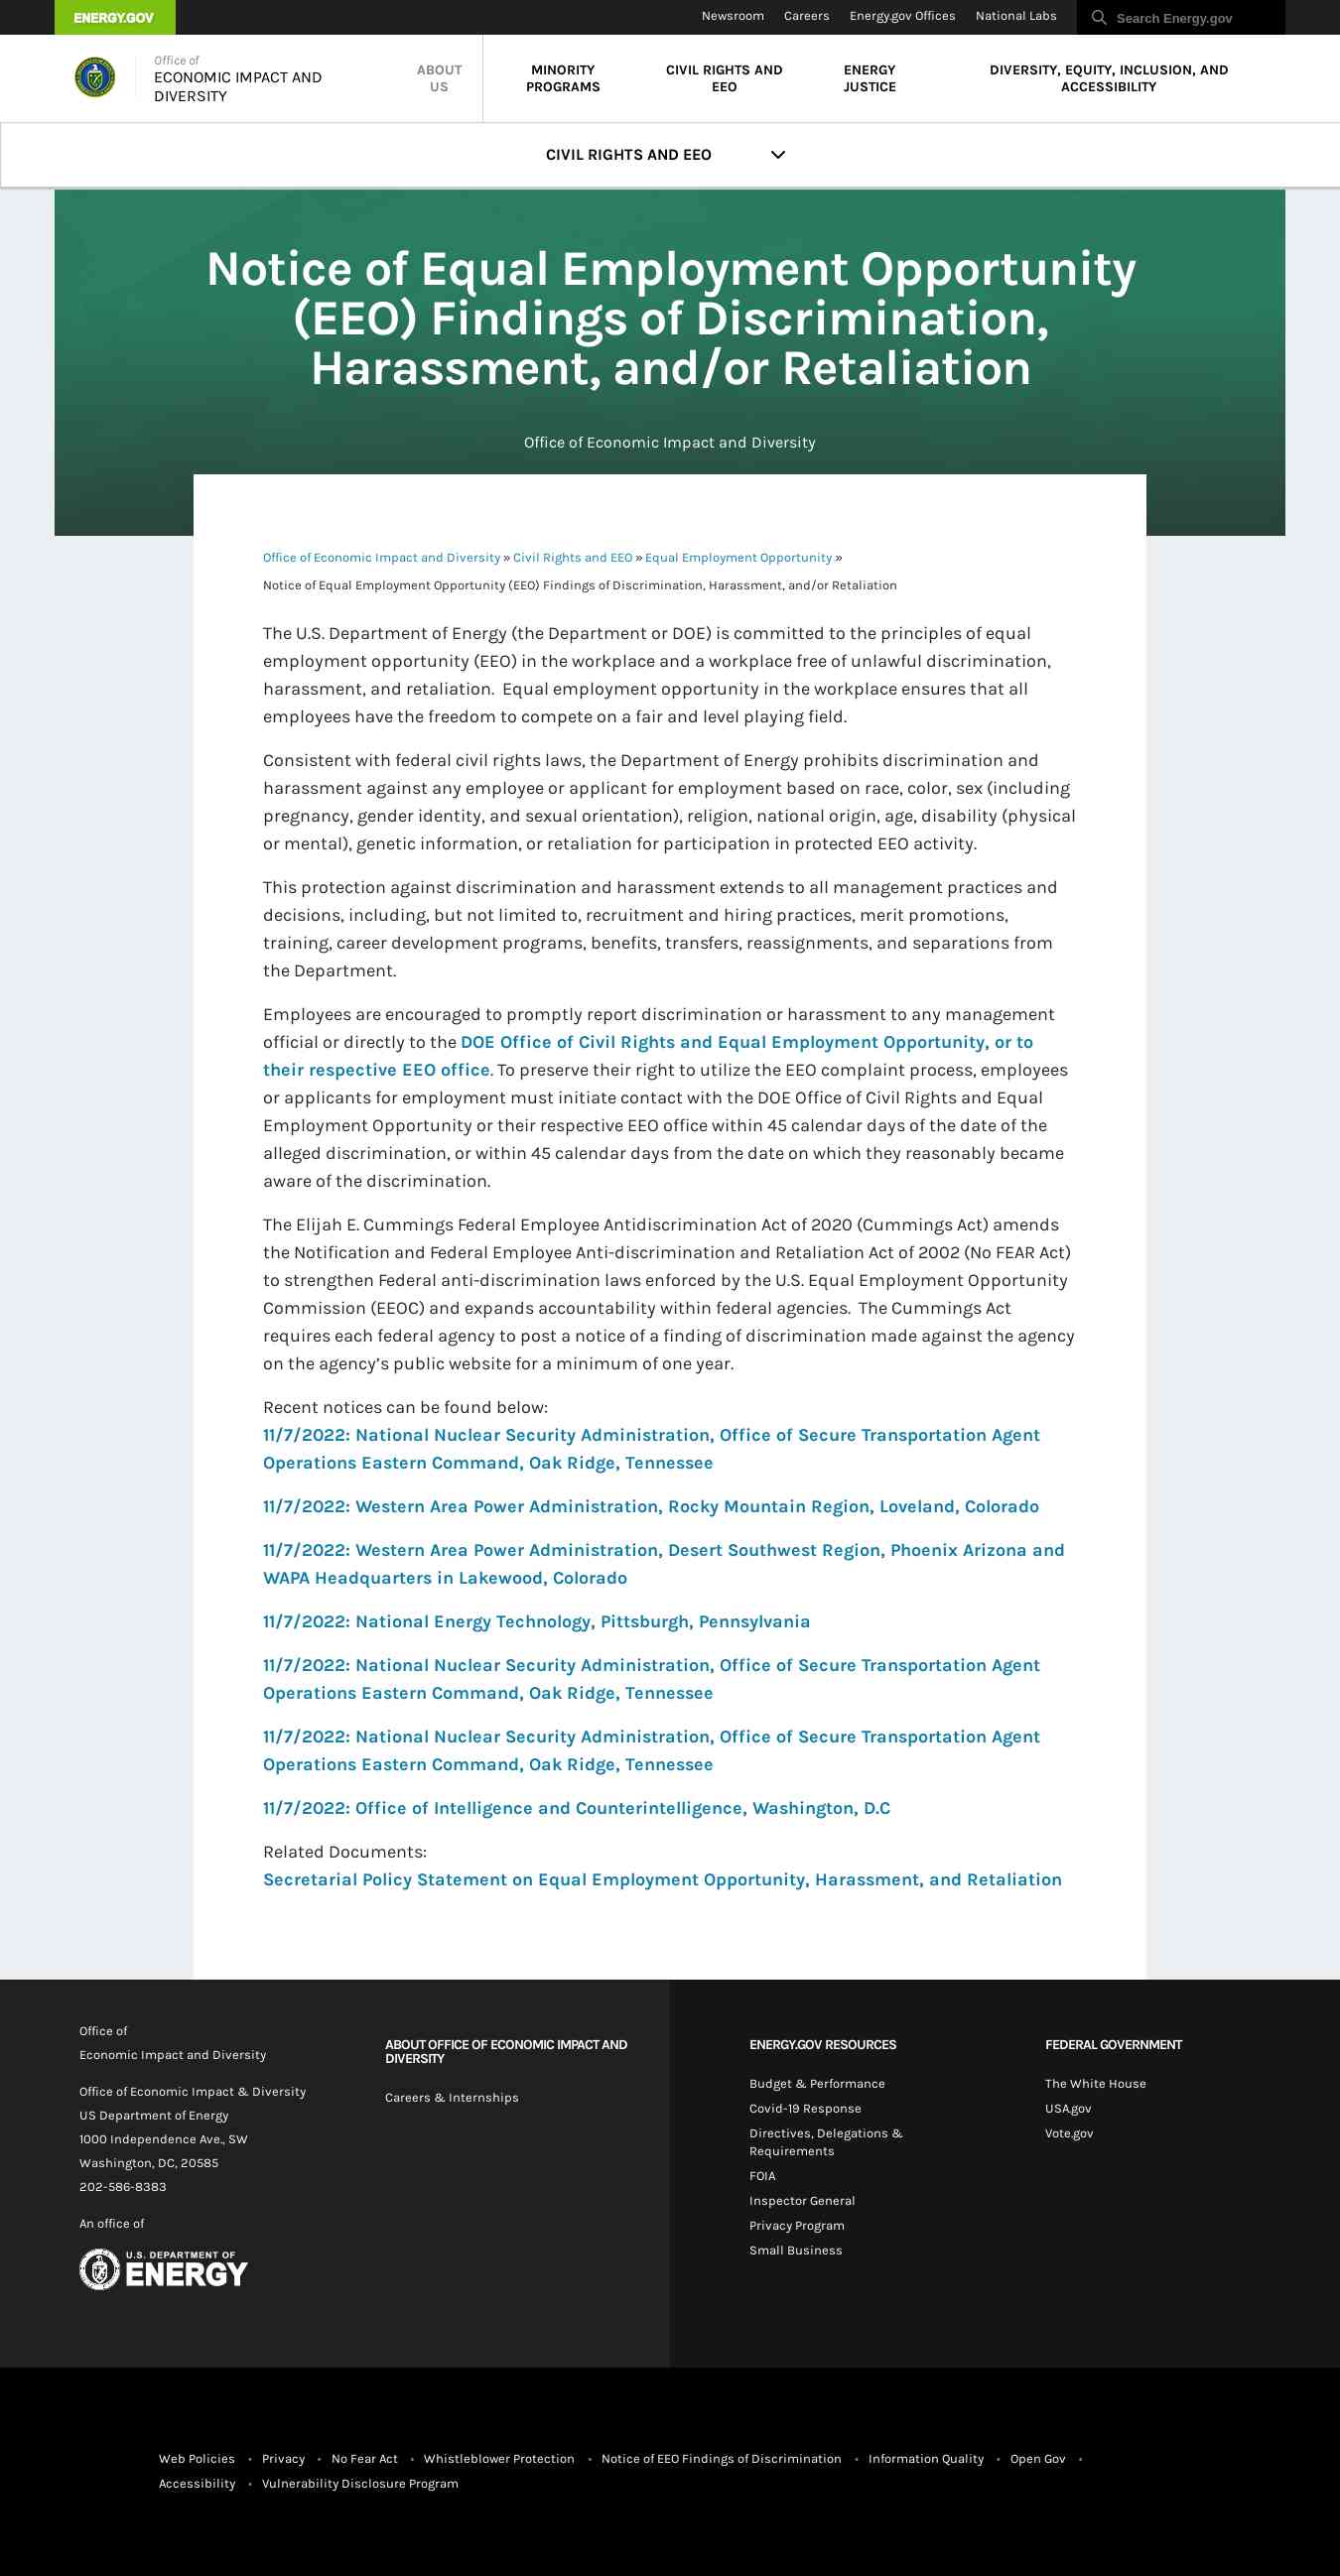 ENERGY.GOV
Newsroom
Careers
Energy.gov Offices
National Labs
Search Energy.gov
Office of
ECONOMIC IMPACT AND
DIVERSITY
ABOUT
US
MINORITY
PROGRAMS
CIVIL RIGHTS AND
EEO
ENERGY
JUSTICE
DIVERSITY, EQUITY, INCLUSION, AND
ACCESSIBILITY
CIVIL RIGHTS AND EEO
Notice of Equal Employment Opportunity
(EEO) Findings of Discrimination,
Harassment, and/or Retaliation
Office of Economic Impact and Diversity
Office of Economic Impact and Diversity » Civil Rights and EEO » Equal Employment Opportunity »
Notice of Equal Employment Opportunity (EEO) Findings of Discrimination, Harassment, and/or Retaliation
The U.S. Department of Energy (the Department or DOE) is committed to the principles of equal
employment opportunity (EEO) in the workplace and a workplace free of unlawful discrimination,
harassment, and retaliation.  Equal employment opportunity in the workplace ensures that all
employees have the freedom to compete on a fair and level playing field.
Consistent with federal civil rights laws, the Department of Energy prohibits discrimination and
harassment against any employee or applicant for employment based on race, color, sex (including
pregnancy, gender identity, and sexual orientation), religion, national origin, age, disability (physical
or mental), genetic information, or retaliation for participation in protected EEO activity.
This protection against discrimination and harassment extends to all management practices and
decisions, including, but not limited to, recruitment and hiring practices, merit promotions,
training, career development programs, benefits, transfers, reassignments, and separations from
the Department.
Employees are encouraged to promptly report discrimination or harassment to any management
official or directly to the DOE Office of Civil Rights and Equal Employment Opportunity, or to
their respective EEO office. To preserve their right to utilize the EEO complaint process, employees
or applicants for employment must initiate contact with the DOE Office of Civil Rights and Equal
Employment Opportunity or their respective EEO office within 45 calendar days of the date of the
alleged discrimination, or within 45 calendar days from the date on which they reasonably became
aware of the discrimination.
The Elijah E. Cummings Federal Employee Antidiscrimination Act of 2020 (Cummings Act) amends
the Notification and Federal Employee Anti-discrimination and Retaliation Act of 2002 (No FEAR Act)
to strengthen Federal anti-discrimination laws enforced by the U.S. Equal Employment Opportunity
Commission (EEOC) and expands accountability within federal agencies.  The Cummings Act
requires each federal agency to post a notice of a finding of discrimination made against the agency
on the agency’s public website for a minimum of one year.
Recent notices can be found below:
11/7/2022: National Nuclear Security Administration, Office of Secure Transportation Agent
Operations Eastern Command, Oak Ridge, Tennessee
11/7/2022: Western Area Power Administration, Rocky Mountain Region, Loveland, Colorado
11/7/2022: Western Area Power Administration, Desert Southwest Region, Phoenix Arizona and
WAPA Headquarters in Lakewood, Colorado
11/7/2022: National Energy Technology, Pittsburgh, Pennsylvania
11/7/2022: National Nuclear Security Administration, Office of Secure Transportation Agent
Operations Eastern Command, Oak Ridge, Tennessee
11/7/2022: National Nuclear Security Administration, Office of Secure Transportation Agent
Operations Eastern Command, Oak Ridge, Tennessee
11/7/2022: Office of Intelligence and Counterintelligence, Washington, D.C
Related Documents:
Secretarial Policy Statement on Equal Employment Opportunity, Harassment, and Retaliation
Office of
Economic Impact and Diversity
Office of Economic Impact & Diversity
US Department of Energy
1000 Independence Ave., SW
Washington, DC, 20585
202-586-8383
An office of
U.S. DEPARTMENT OF
ENERGY
ABOUT OFFICE OF ECONOMIC IMPACT AND
DIVERSITY
Careers & Internships
ENERGY.GOV RESOURCES
Budget & Performance
Covid-19 Response
Directives, Delegations &
Requirements
FOIA
Inspector General
Privacy Program
Small Business
FEDERAL GOVERNMENT
The White House
USA.gov
Vote.gov
Web Policies • Privacy • No Fear Act • Whistleblower Protection • Notice of EEO Findings of Discrimination • Information Quality • Open Gov •
Accessibility • Vulnerability Disclosure Program